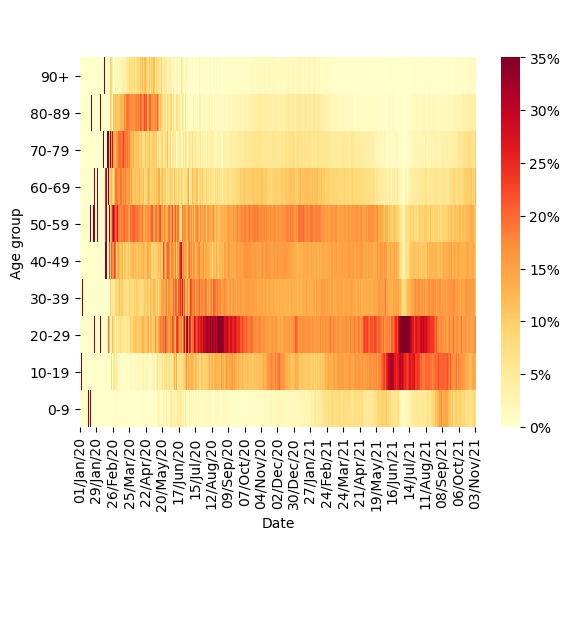 35%
90+
30%
80-89
70-79
25%
60-69
20%
50-59
Age group
15%
40-49
30-39
10%
20-29
5%
10-19
0-9
0%
01/Jan/20
29/Jan/20
26/Feb/20
25/Mar/20
22/Apr/20
20/May/20
17/Jun/20
15/Jul/20
12/Aug/20
09/Sep/20
07/Oct/20
04/Nov/20
02/Dec/20
30/Dec/20
27/Jan/21
24/Feb/21
24/Mar/21
21/Apr/21
19/May/21
16/Jun/21
14/Jul/21
11/Aug/21
08/Sep/21
06/Oct/21
03/Nov/21
Date